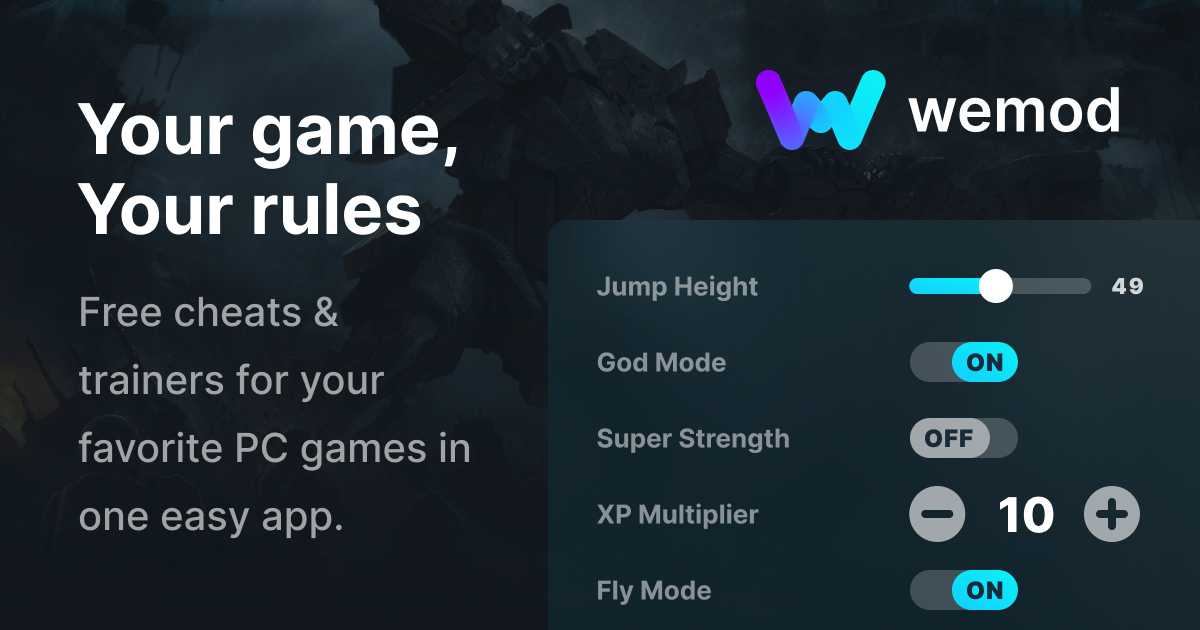 Your game,
Your rules
Free cheats &
trainers for your
favorite PC games in
one easy app.
wemod
Jump Height 49
God Mode ON
Super Strength OFF
XP Multiplier 10
Fly Mode ON